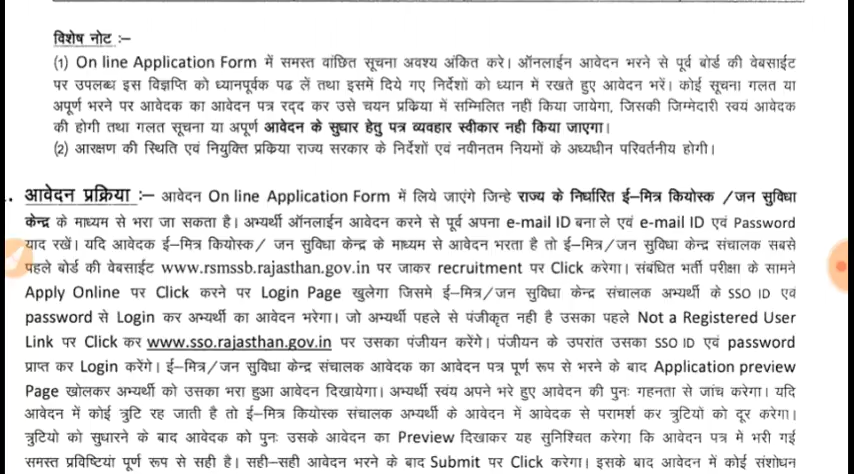 विशेष नोट :–
(1) On line Application Form में समस्त वांछित सूचना अवश्य अंकित करे। ऑनलाईन आवेदन भरने से पूर्व बोर्ड की वेबसाईट
पर उपलब्ध इस विज्ञप्ति को ध्यानपूर्वक पढ लें तथा इसमें दिये गए निर्देशों को ध्यान में रखते हुए आवेदन भरें। कोई सूचना गलत या
अपूर्ण भरने पर आवेदक का आवेदन पत्र रद्द कर उसे चयन प्रक्रिया में सम्मिलित नही किया जायेगा, जिसकी जिम्मेदारी स्वयं आवेदक
की होगी तथा गलत सूचना या अपूर्ण आवेदन के सुधार हेतु पत्र व्यवहार स्वीकार नही किया जाएगा।
(2) आरक्षण की स्थिति एवं नियुक्ति प्रक्रिया राज्य सरकार के निर्देशों एवं नवीनतम नियमों के अध्यधीन परिवर्तनीय होगी।
. आवेदन प्रक्रिया :– आवेदन On line Application Form में लिये जाएंगे जिन्हे राज्य के निर्धारित ई–मित्र कियोस्क /जन सुविधा
केन्द्र के माध्यम से भरा जा सकता है। अभ्यर्थी ऑनलाईन आवेदन करने से पूर्व अपना e-mail ID बना ले एवं e-mail ID एवं Password
याद रखें। यदि आवेदक ई–मित्र कियोस्क/ जन सुविधा केन्द्र के माध्यम से आवेदन भरता है तो ई–मित्र/जन सुविधा केन्द्र संचालक सबसे
पहले बोर्ड की वेबसाईट www.rsmssb.rajasthan.gov.in पर जाकर recruitment पर Click करेगा। संबंधित भर्ती परीक्षा के सामने
Apply Online पर Click करने पर Login Page खुलेगा जिसमे ई–मित्र/जन सुविधा केन्द्र संचालक अभ्यर्थी के SSO ID एवं
password से Login कर अभ्यर्थी का आवेदन भरेगा। जो अभ्यर्थी पहले से पंजीकृत नही है उसका पहले Not a Registered User
Link पर Click कर www.sso.rajasthan.gov.in पर उसका पंजीयन करेंगे। पंजीयन के उपरांत उसका SSO ID एवं password
प्राप्त कर Login करेंगे। ई–मित्र/जन सुविधा केन्द्र संचालक आवेदक का आवेदन पत्र पूर्ण रूप से भरने के बाद Application preview
Page खोलकर अभ्यर्थी को उसका भरा हुआ आवेदन दिखायेगा। अभ्यर्थी स्वंय अपने भरे हुए आवेदन की पुनः गहनता से जांच करेगा। यदि
आवेदन में कोई त्रुटि रह जाती है तो ई–मित्र कियोस्क संचालक अभ्यर्थी के आवेदन में आवेदक से परामर्श कर त्रुटियों को दूर करेगा।
त्रुटियो को सुधारने के बाद आवेदक को पुनः उसके आवेदन का Preview दिखाकर यह सुनिश्चित करेगा कि आवेदन पत्र में भरी गई
समस्त प्रविष्टियां पूर्ण रूप से सही है। सही–सही आवेदन भरने के बाद Submit पर Click करेगा। इसके बाद आवेदन में कोई संशोधन